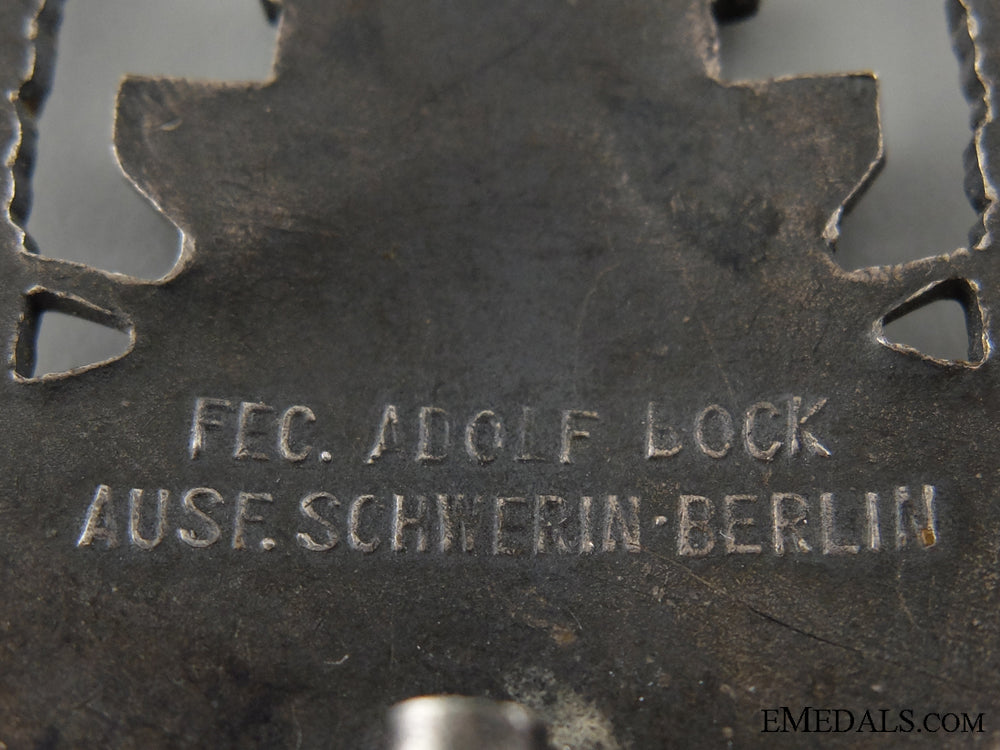 FEC. ADOLF BOCK
AUSF. SCHWERIN·BERLIN
EMEDALS.COM